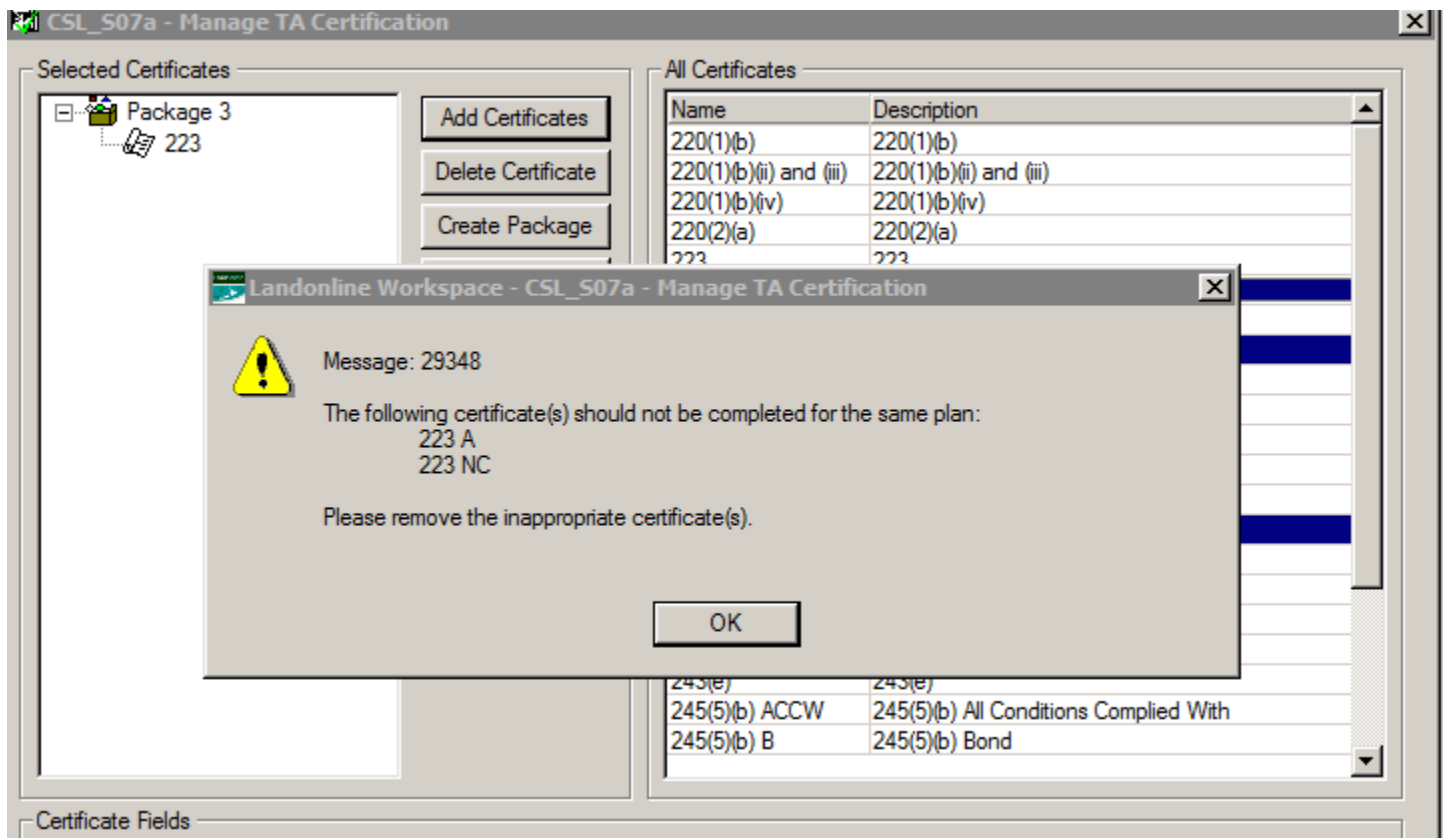 CSL_S07a - Manage TA Certification
Selected Certificates
Package 3
223
Add Certificates
Delete Certificate
Create Package
All Certificates
Name Description
220(1)(b) 220(1)(b)
220(1)(b)(ii) and (iii) 220(1)(b)(ii) and (iii)
220(1)(b)(iv) 220(1)(b)(iv)
220(2)(a) 220(2)(a)
223 223
Landonline Workspace - CSL_S07a - Manage TA Certification
Message: 29348
The following certificate(s) should not be completed for the same plan:
223 A
223 NC
Please remove the inappropriate certificate(s).
OK
243(e) 243(e)
245(5)(b) ACCW 245(5)(b) All Conditions Complied With
245(5)(b) B 245(5)(b) Bond
Certificate Fields